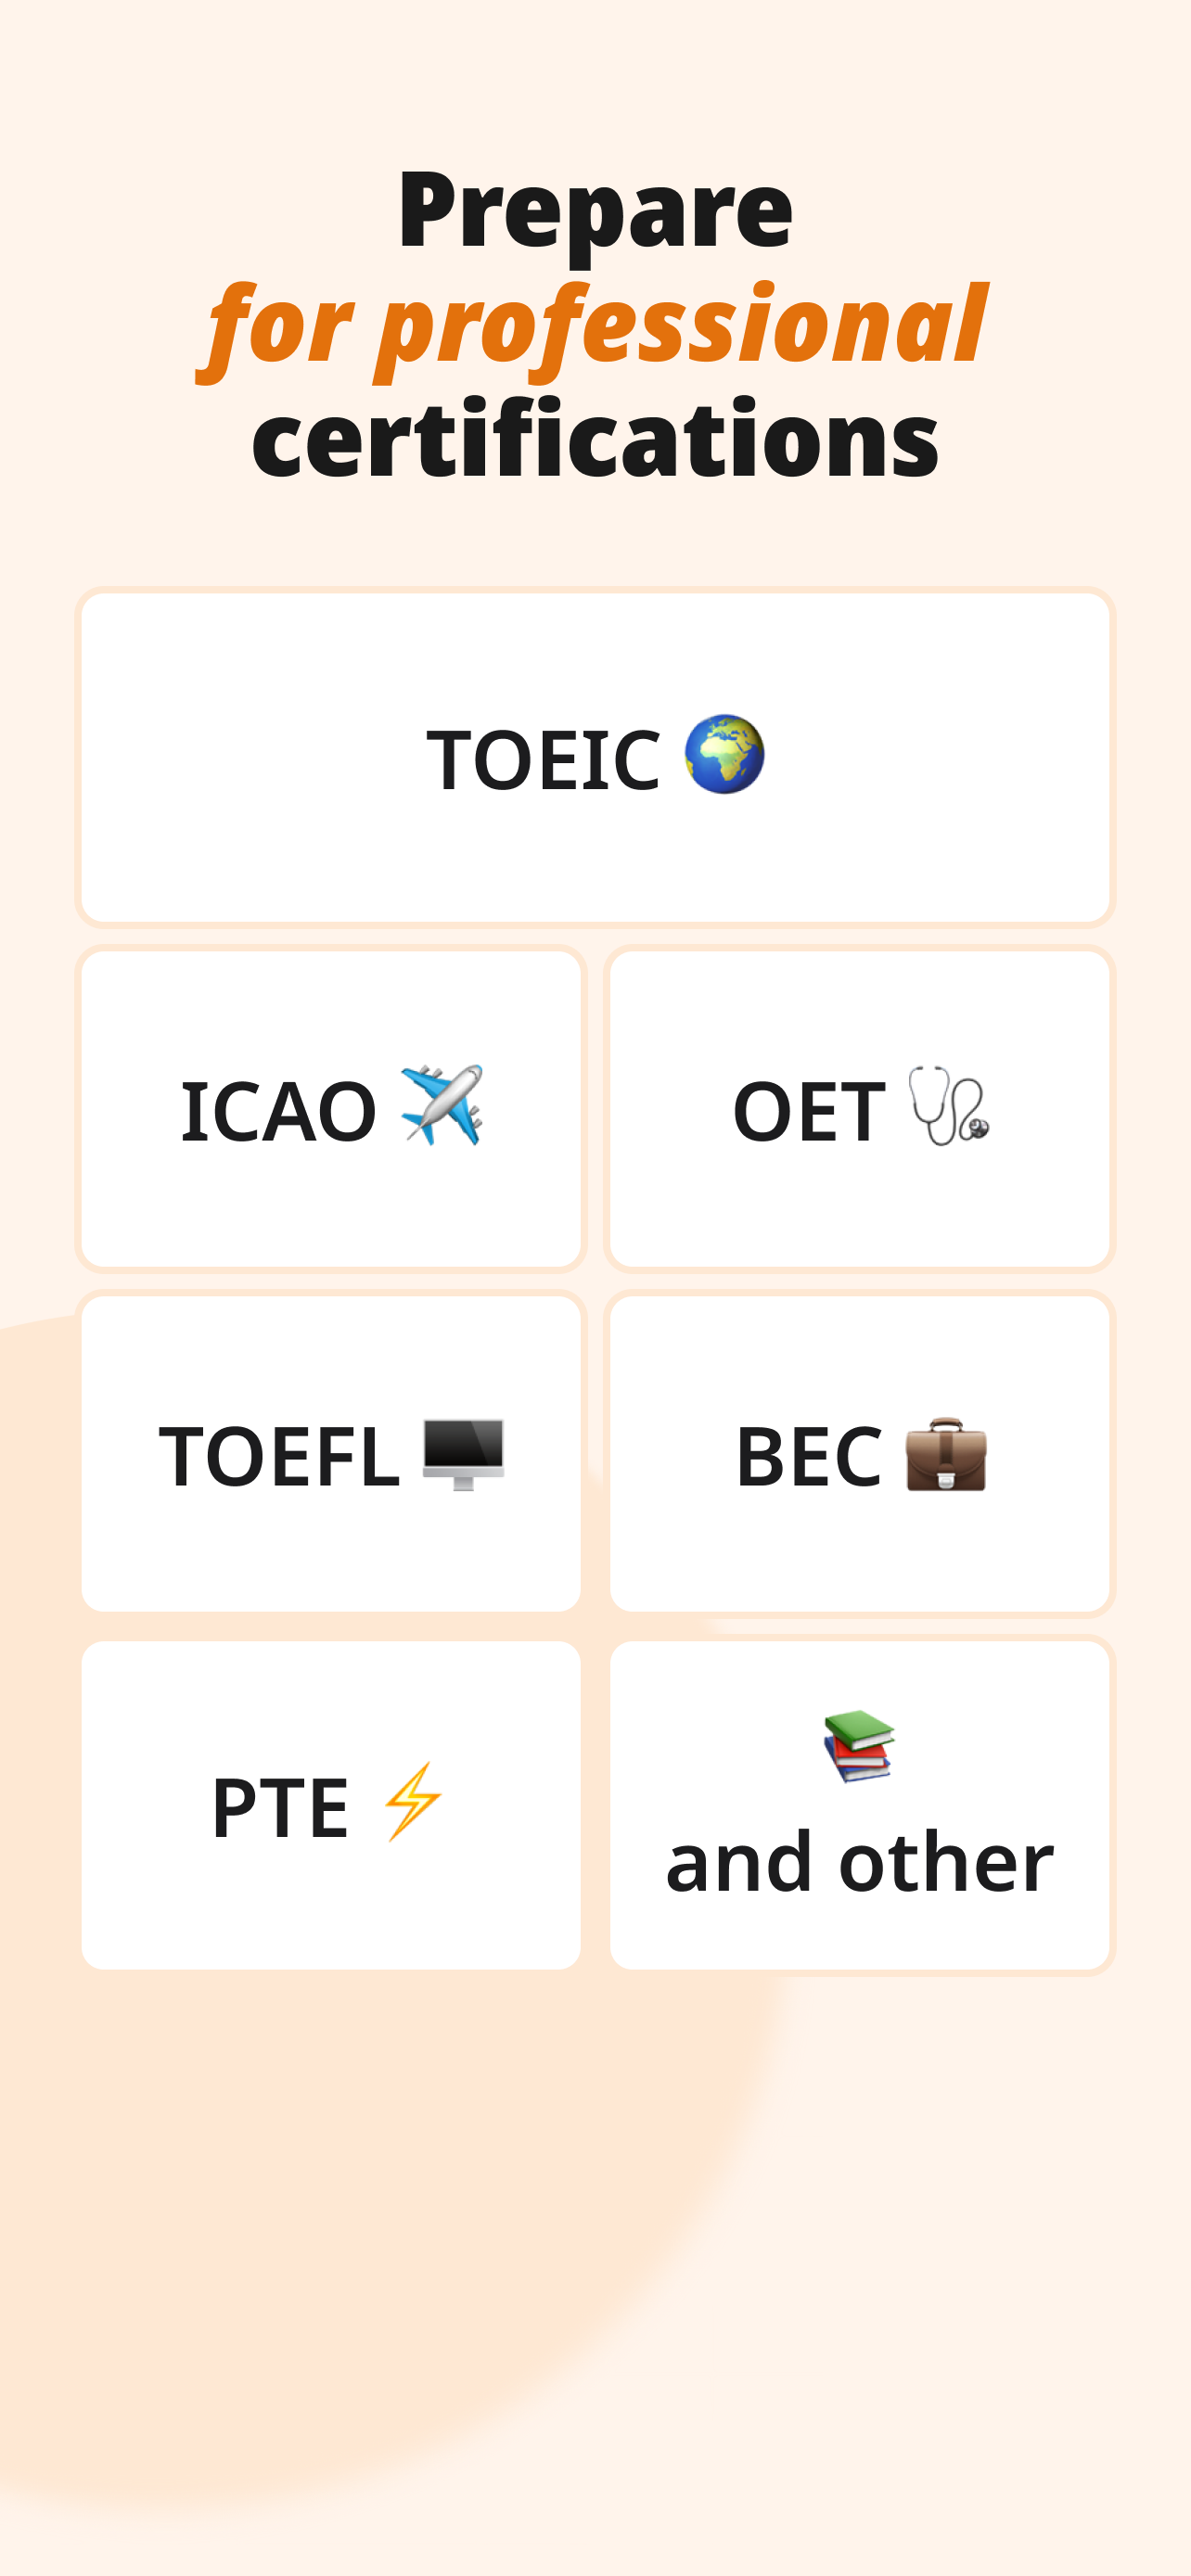 Prepare
for professional
certifications
TOEIC 🌍
ICAO ✈️
OET 🩺
TOEFL 🖥️
BEC 💼
PTE ⚡
📚
and other